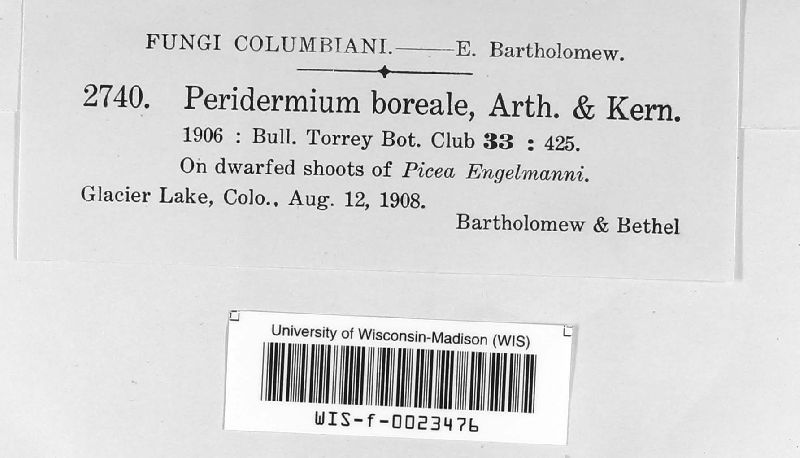 FUNGI COLUMBIANI.——E. Bartholomew.
2740. Peridermium boreale, Arth. & Kern.
1906 : Bull. Torrey Bot. Club 33 : 425.
On dwarfed shoots of Picea Engelmanni.
Glacier Lake, Colo., Aug. 12, 1908.
Bartholomew & Bethel
University of Wisconsin-Madison (WIS)
WIS-f-0023476